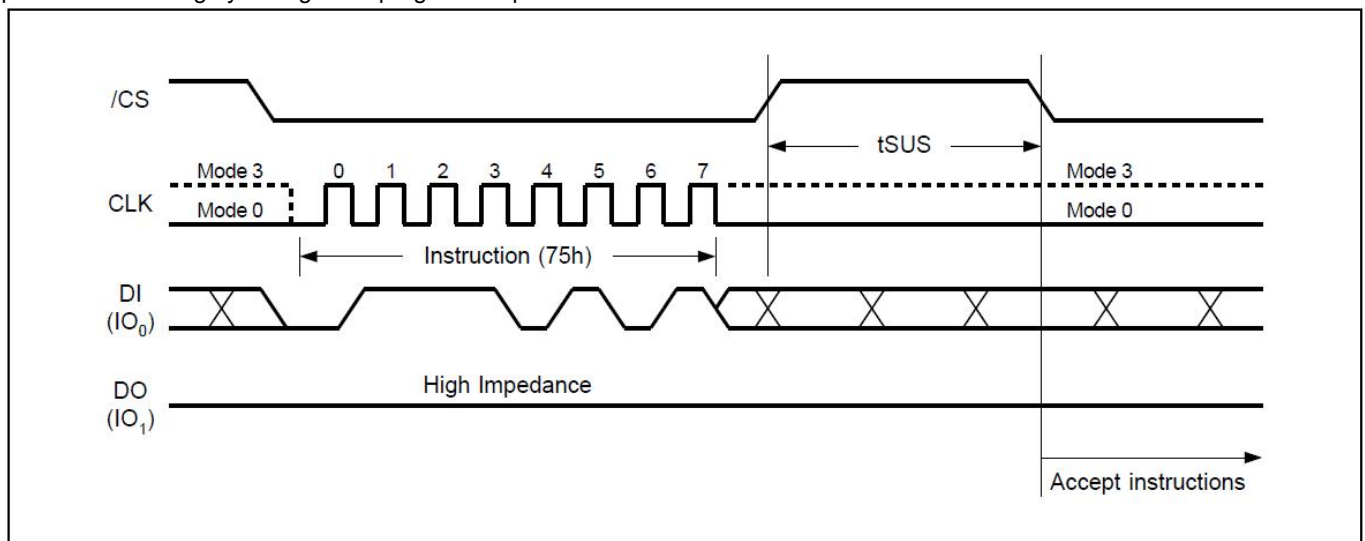 /CS
tSUS
Mode 3 0 1 2 3 4 5 6 7 Mode 3
CLK
Mode 0 Mode 0
Instruction (75h)
DI
(IO0)
High Impedance
DO
(IO1)
Accept instructions